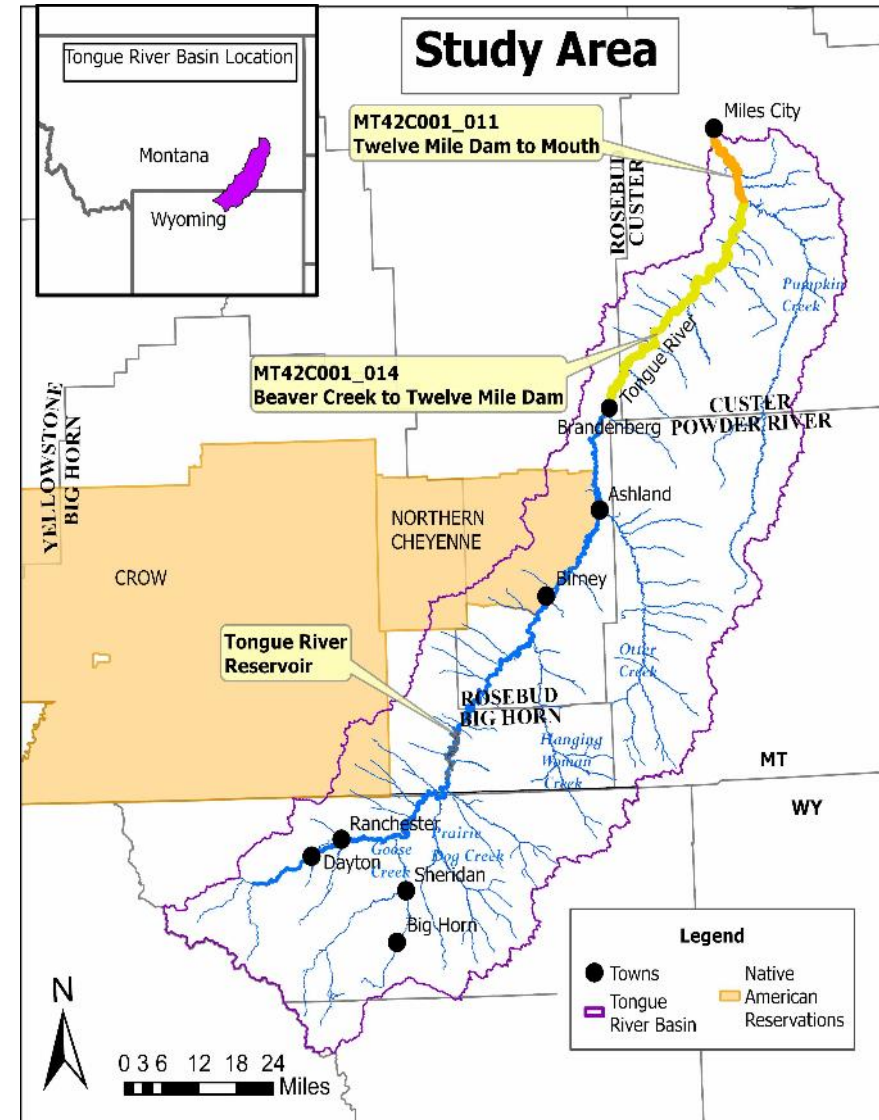 Study Area
Tongue River Basin Location
Montana
Wyoming
Miles City
MT42C001_011
Twelve Mile Dam to Mouth
ROSEBUD
CUSTER
Pumpkin
Creek
Tongue River
MT42C001_014
Beaver Creek to Twelve Mile Dam
Brandenberg
CUSTER
POWDER RIVER
YELLOWSTONE
BIG HORN
Ashland
NORTHERN
CHEYENNE
CROW
Birney
Otter
Creek
Tongue River
Reservoir
ROSEBUD
BIG HORN
Hanging
Woman
Creek
MT
WY
Ranchester
Dayton
Goose
Creek
Prairie
Dog Creek
Sheridan
Big Horn
Legend
Towns
Tongue
River Basin
Native
American
Reservations
N
0 3 6 12 18 24
Miles